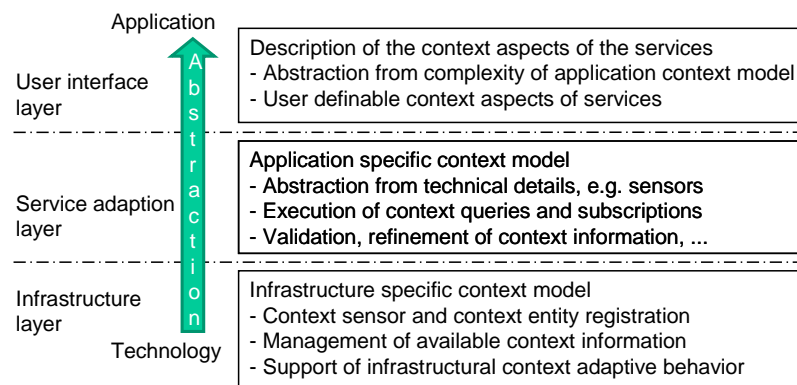 Application
Abstraction
User interface
layer
Description of the context aspects of the services
- Abstraction from complexity of application context model
- User definable context aspects of services
Service adaption
layer
Application specific context model
- Abstraction from technical details, e.g. sensors
- Execution of context queries and subscriptions
- Validation, refinement of context information, ...
Infrastructure
layer
Infrastructure specific context model
- Context sensor and context entity registration
- Management of available context information
- Support of infrastructural context adaptive behavior
Technology